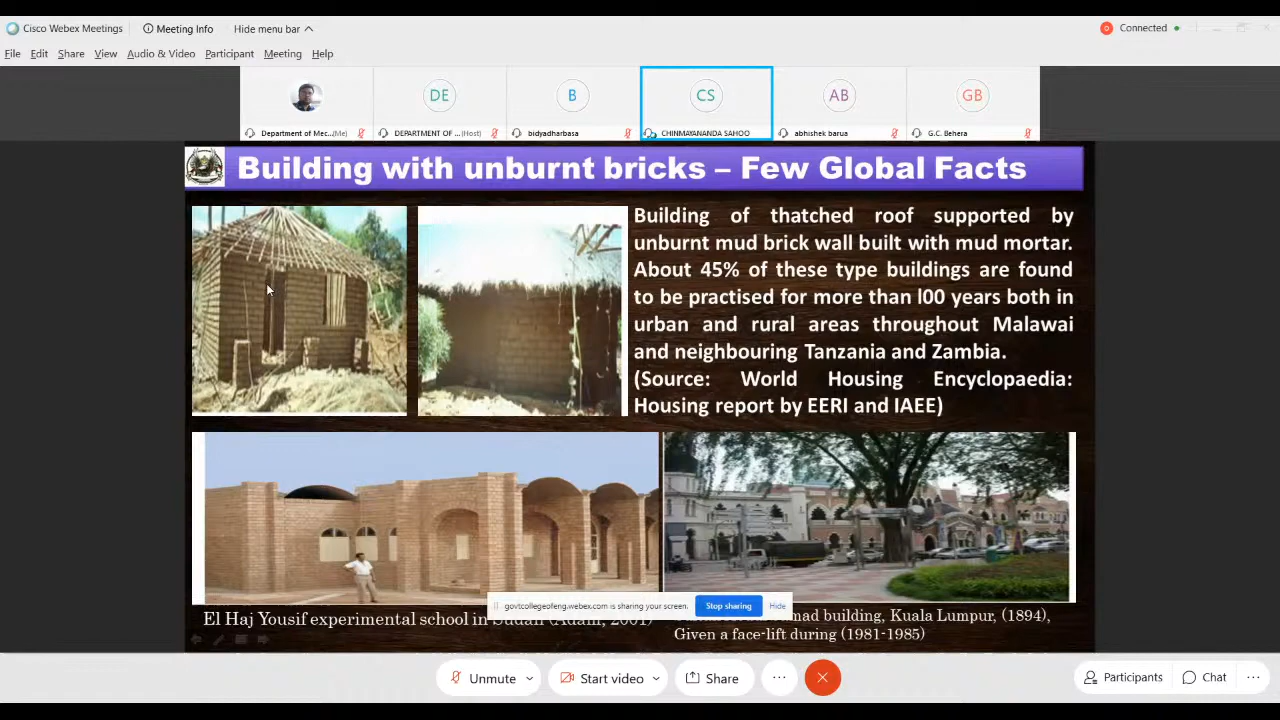 Cisco Webex Meetings Meeting Info Hide menu bar Connected
File Edit Share View Audio & Video Participant Meeting Help
DE B CS AB GB
Department of Mec... (Me) DEPARTMENT OF ... (Host) bidyadharbasa CHINMAYANANDA SAHOO abhishek barua G.C. Behera
Building with unburnt bricks – Few Global Facts
Building of thatched roof supported by
unburnt mud brick wall built with mud mortar.
About 45% of these type buildings are found
to be practised for more than l00 years both in
urban and rural areas throughout Malawai
and neighbouring Tanzania and Zambia.
(Source: World Housing Encyclopaedia:
Housing report by EERI and IAEE)
govtcollegeofeng.webex.com is sharing your screen. Stop sharing Hide
El Haj Yousif experimental school in Sudan (Adam, 2001)
building, Kuala Lumpur, (1894),
Given a face-lift during (1981-1985)
Unmute Start video Share Participants Chat